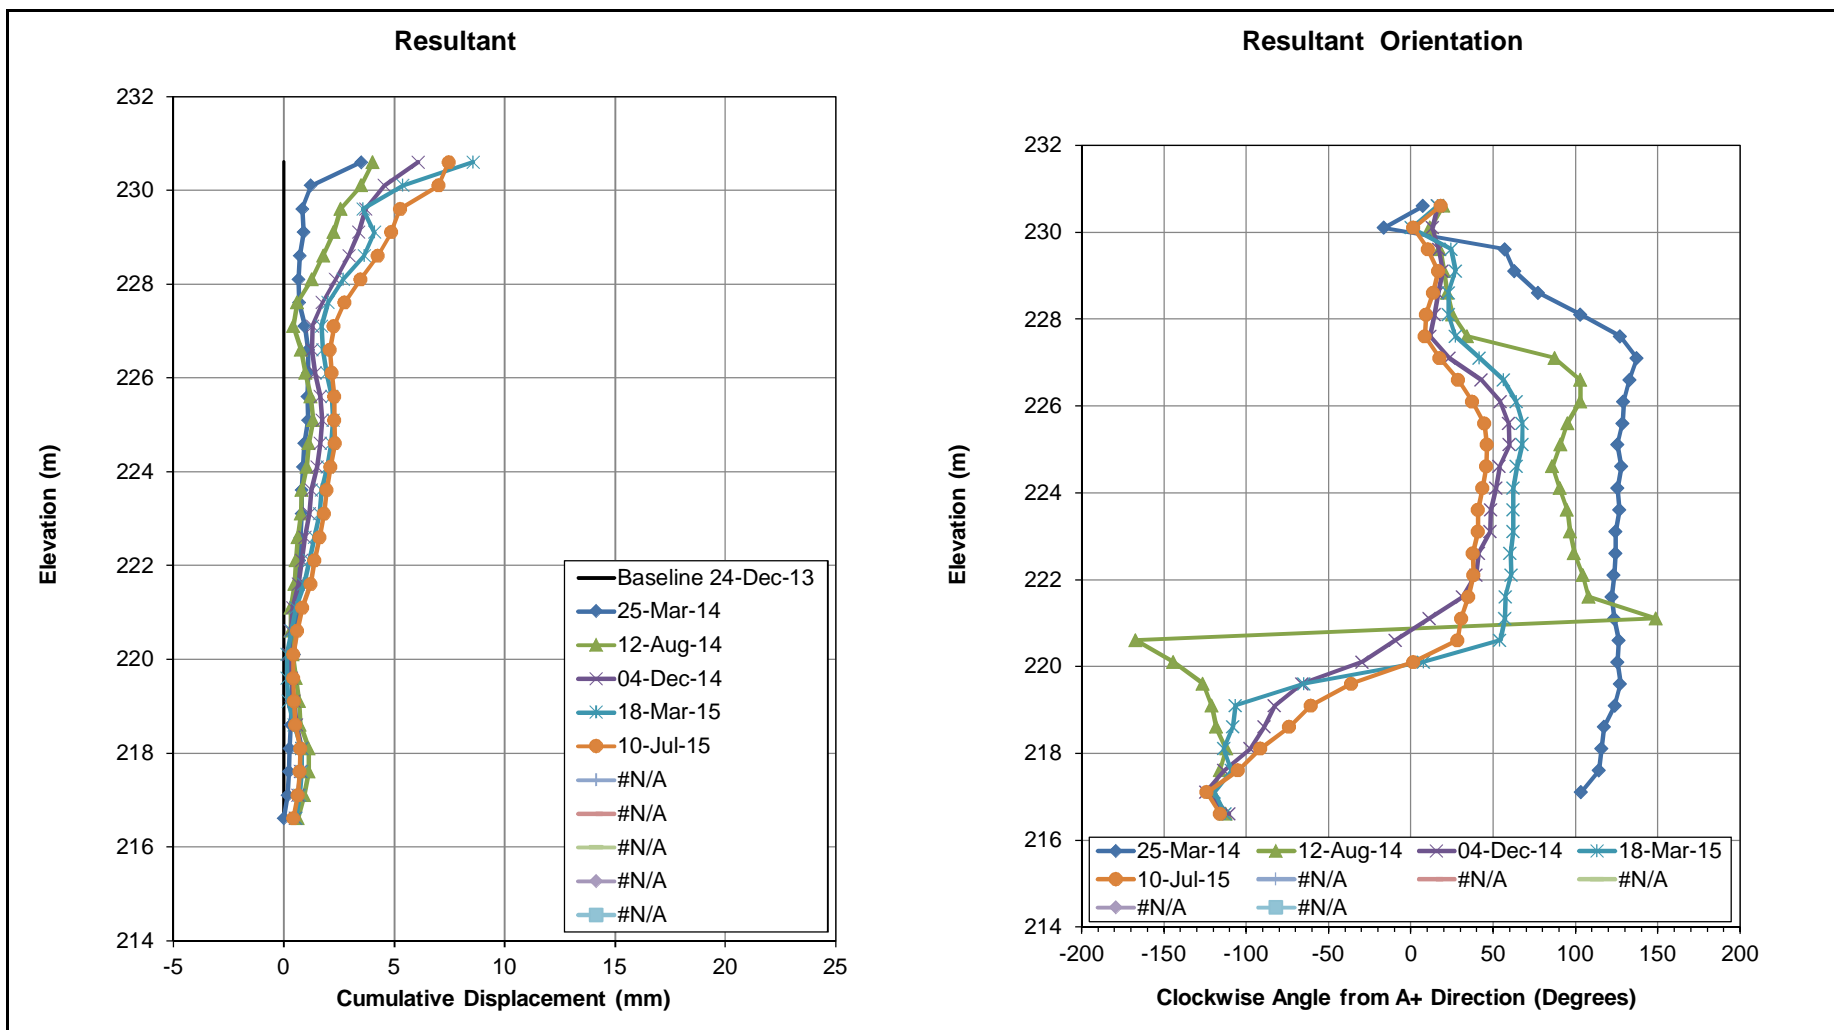 Resultant
Resultant Orientation
232
230
228
226
224
222
220
218
216
214
Elevation (m)
-5
0
5
10
15
20
25
Cumulative Displacement (mm)
Baseline 24-Dec-13
25-Mar-14
12-Aug-14
04-Dec-14
18-Mar-15
10-Jul-15
#N/A
#N/A
#N/A
#N/A
#N/A
232
230
228
226
224
222
220
218
216
214
Elevation (m)
25-Mar-14 12-Aug-14 04-Dec-14 18-Mar-15
10-Jul-15 #N/A #N/A #N/A
#N/A #N/A
-200 -150 -100 -50 0 50 100 150 200
Clockwise Angle from A+ Direction (Degrees)